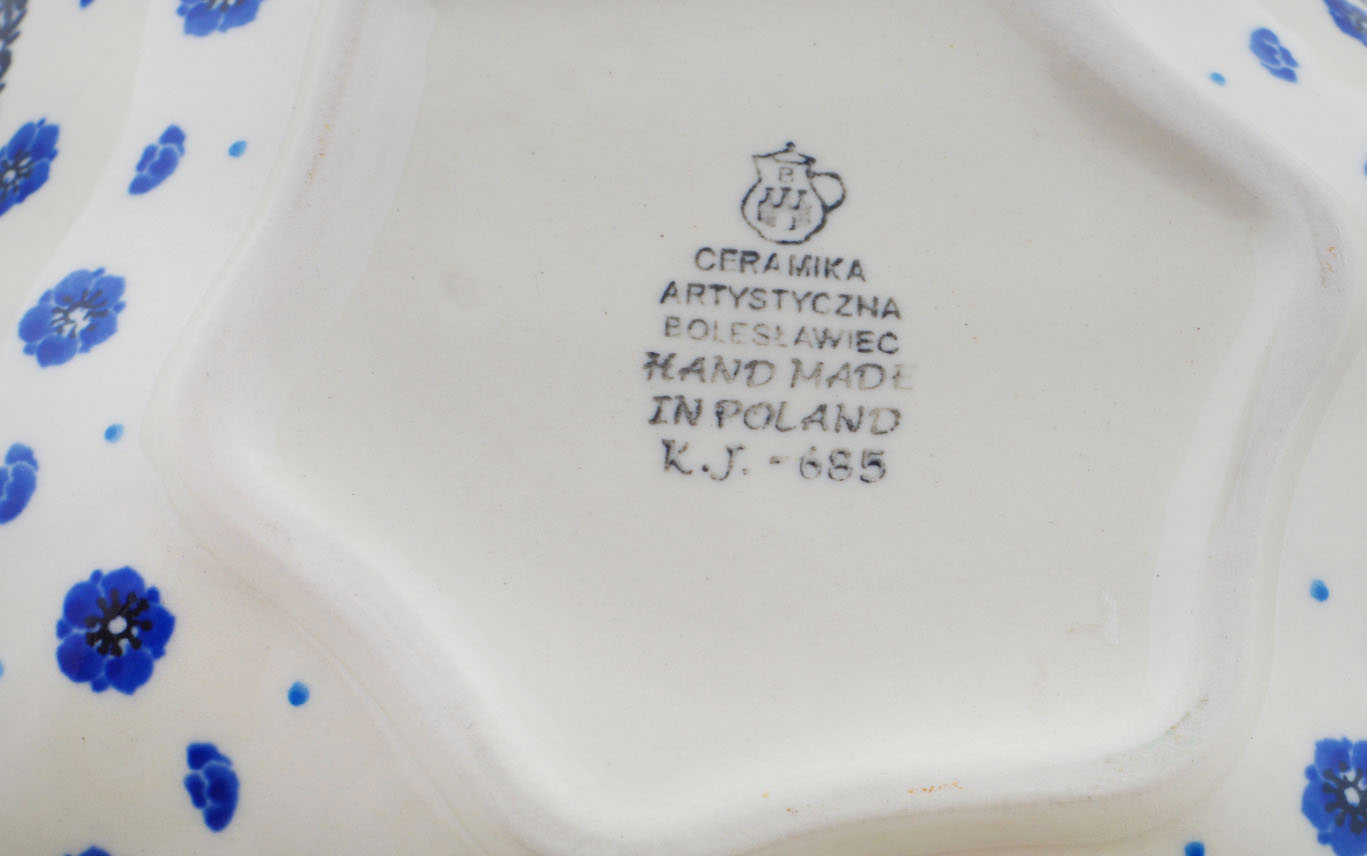 B
CERAMIKA
ARTYSTYCZNA
BOLESŁAWIEC
HAND MADE
IN POLAND
K.J. - 685